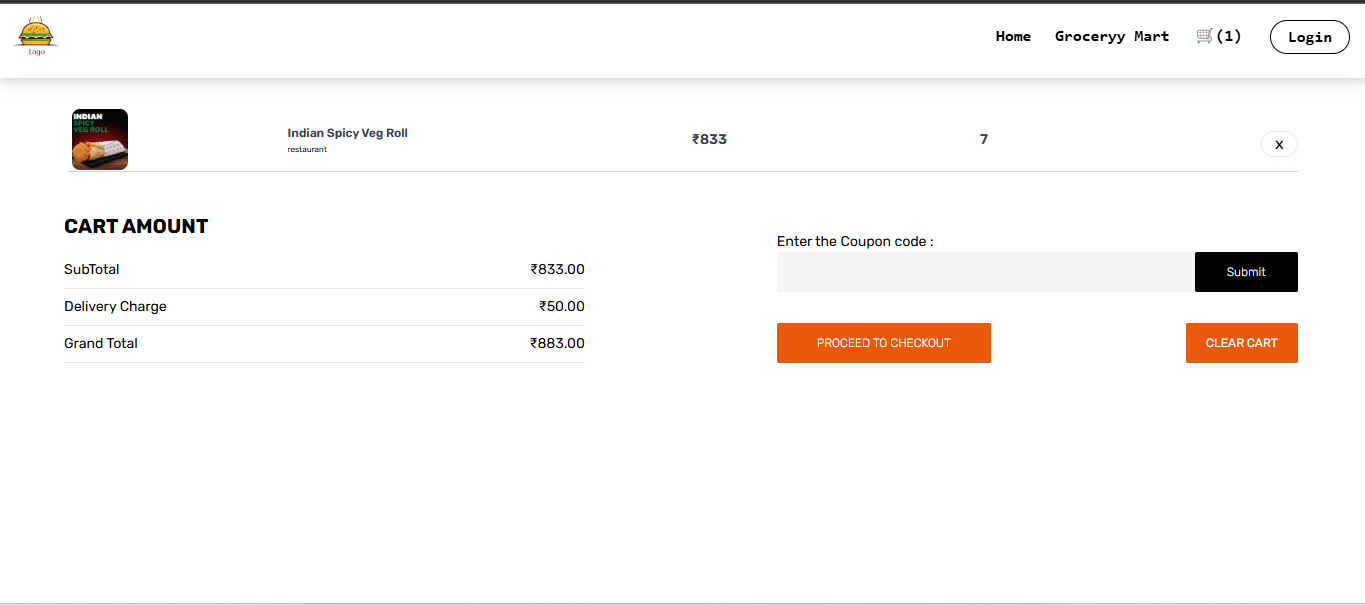 Logo
Home
Groceryy Mart
🛒(1)
Login
INDIAN
SPICY
VEG ROLL
Indian Spicy Veg Roll
restaurant
₹833
7
X
CART AMOUNT
SubTotal ₹833.00
Delivery Charge ₹50.00
Grand Total ₹883.00
Enter the Coupon code :
Submit
PROCEED TO CHECKOUT
CLEAR CART